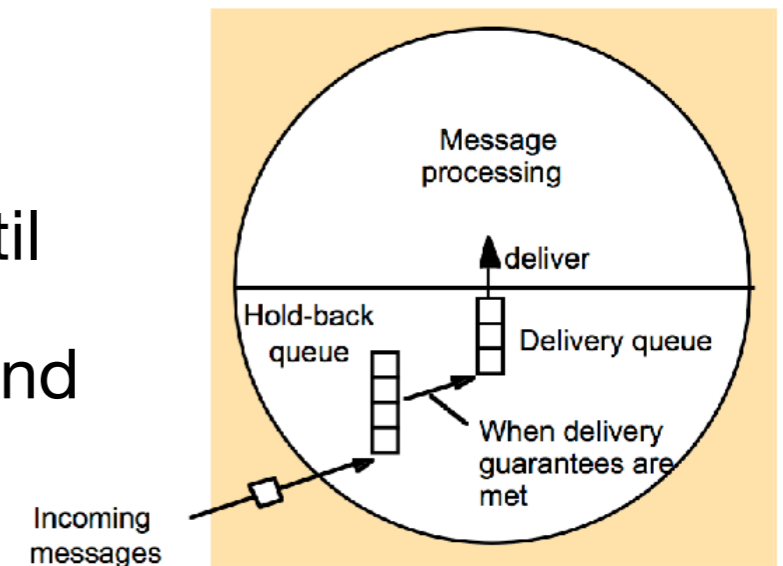 til
nd
Message
processing
deliver
Hold-back
queue
Delivery queue
When delivery
guarantees are
met
Incoming
messages